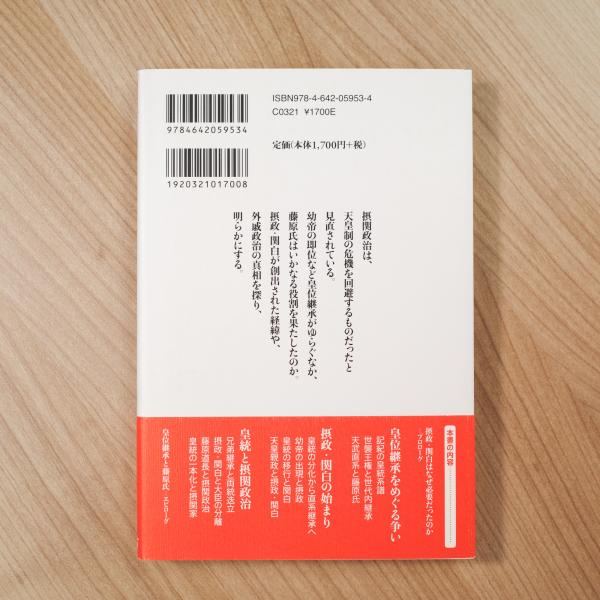 ISBN978-4-642-05953-4
C0321 ¥1700E
9784642059534
定価(本体1,700円+税)
1920321017008
摂関政治は、
天皇制の危機を回避するものだったと
見直されている。
幼帝の即位など皇位継承がゆらぐなか、
藤原氏はいかなる役割を果たしたのか。
摂政・関白が創出された経緯や、
外戚政治の真相を探り、
明らかにする。
本書の内容
摂政・関白はなぜ必要だったのか
―プロローグ
皇位継承をめぐる争い
記紀の皇統系譜
世襲王権と世代内継承
天武直系と藤原氏
摂政・関白の始まり
皇統の分化から直系継承へ
幼帝の出現と摂政
皇統の移行と関白
天皇親政と摂政・関白
皇統と摂関政治
兄弟継承と両統迭立
摂政・関白と大臣の分離
藤原道長と摂関政治
皇統の一本化と摂関家
皇位継承と藤原氏 エピローグ